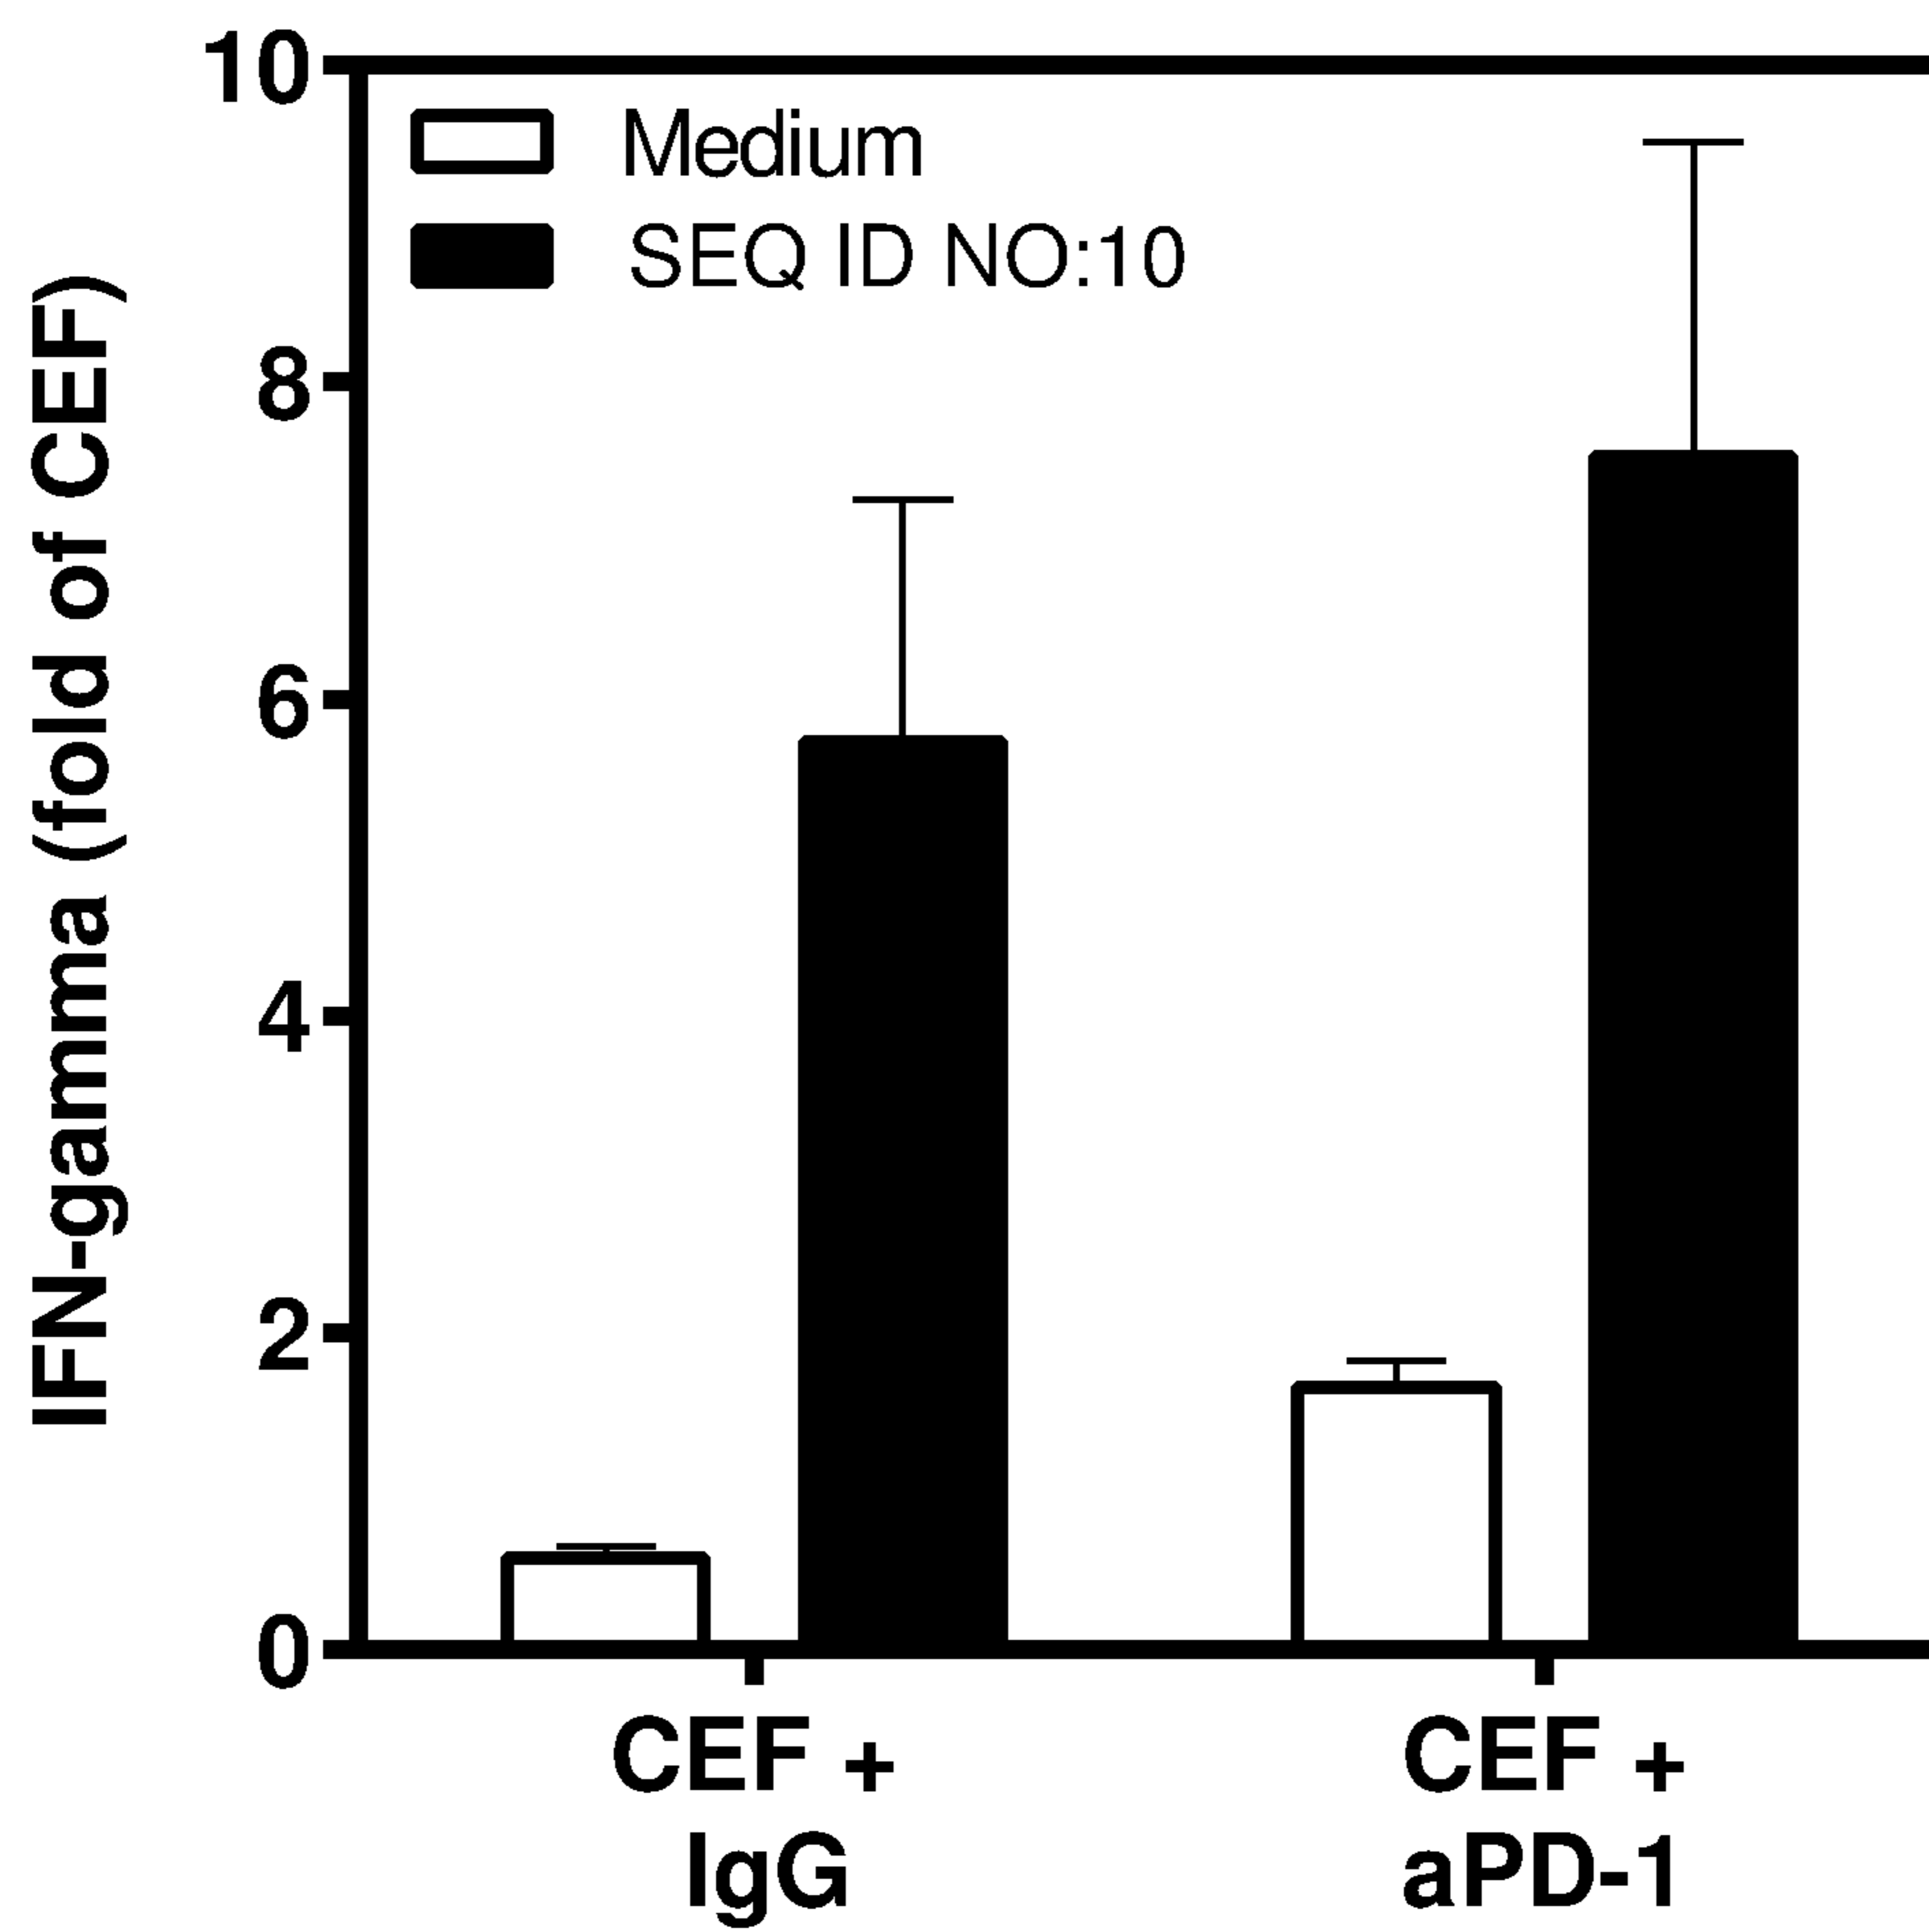 IFN-gamma (fold of CEF)
10
8
6
4
2
0
Medium
SEQ ID NO:10
CEF +
IgG
CEF +
aPD-1